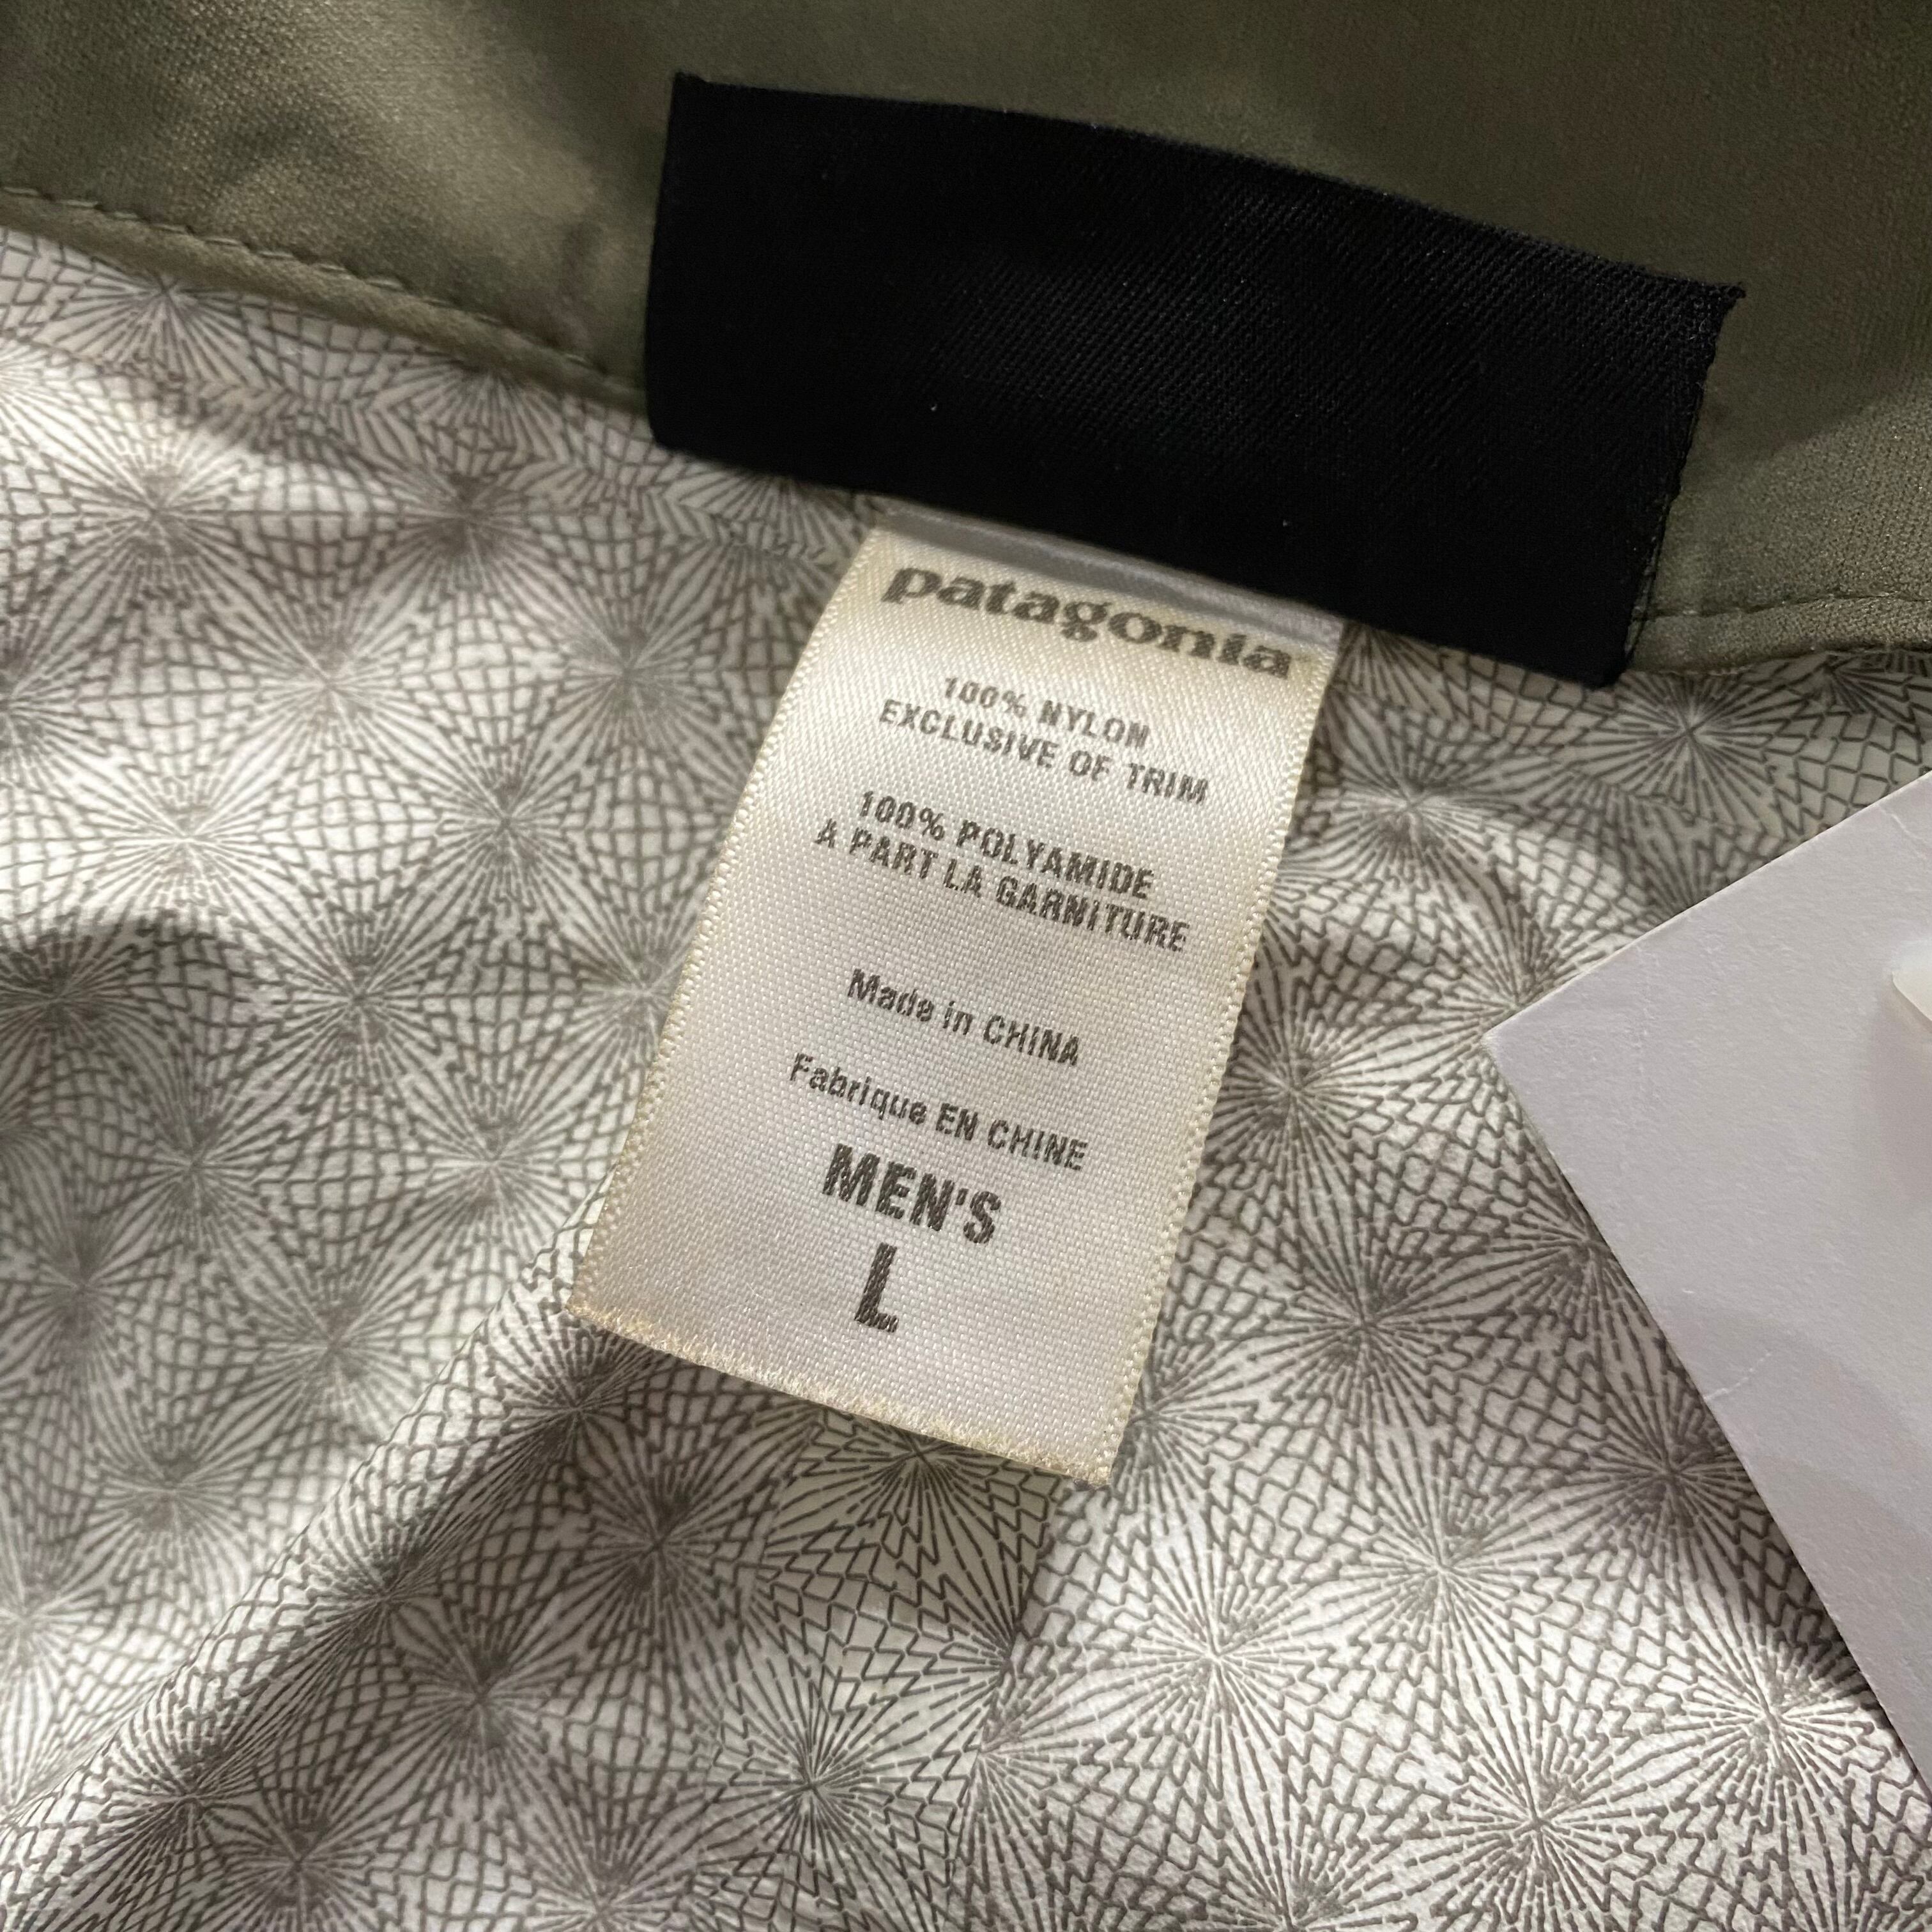 patagonia
100% NYLON
EXCLUSIVE OF TRIM
100% POLYAMIDE
A PART LA GARNITURE
Made in CHINA
Fabrique EN CHINE
MEN'S
L